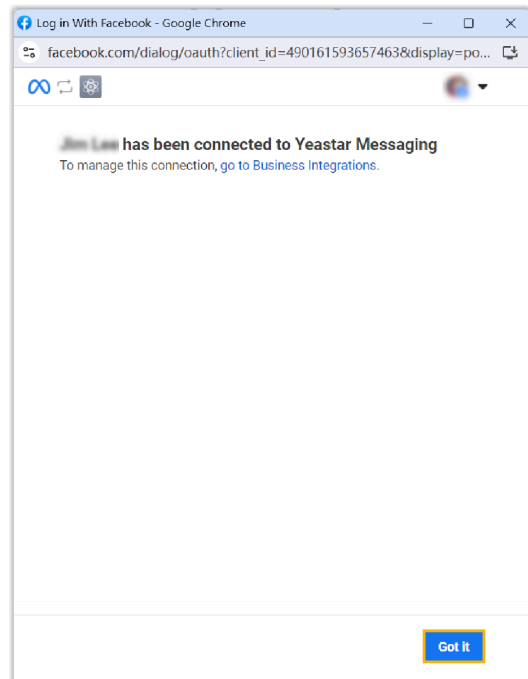 Log in With Facebook - Google Chrome
facebook.com/dialog/oauth?client_id=490161593657463&display=po...
has been connected to Yeastar Messaging
To manage this connection, go to Business Integrations.
Got it